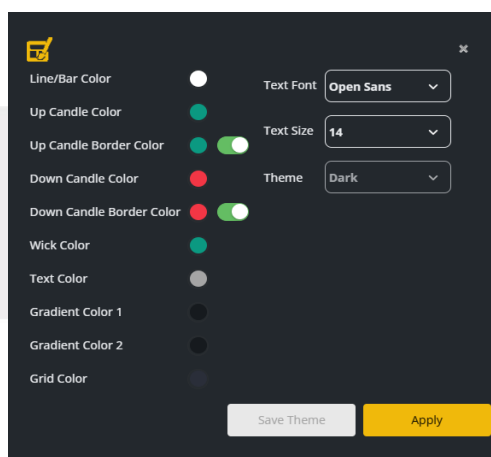 Line/Bar Color
Up Candle Color
Up Candle Border Color
Down Candle Color
Down Candle Border Color
Wick Color
Text Color
Gradient Color 1
Gradient Color 2
Grid Color
Text Font Open Sans
Text Size 14
Theme Dark
Save Theme
Apply